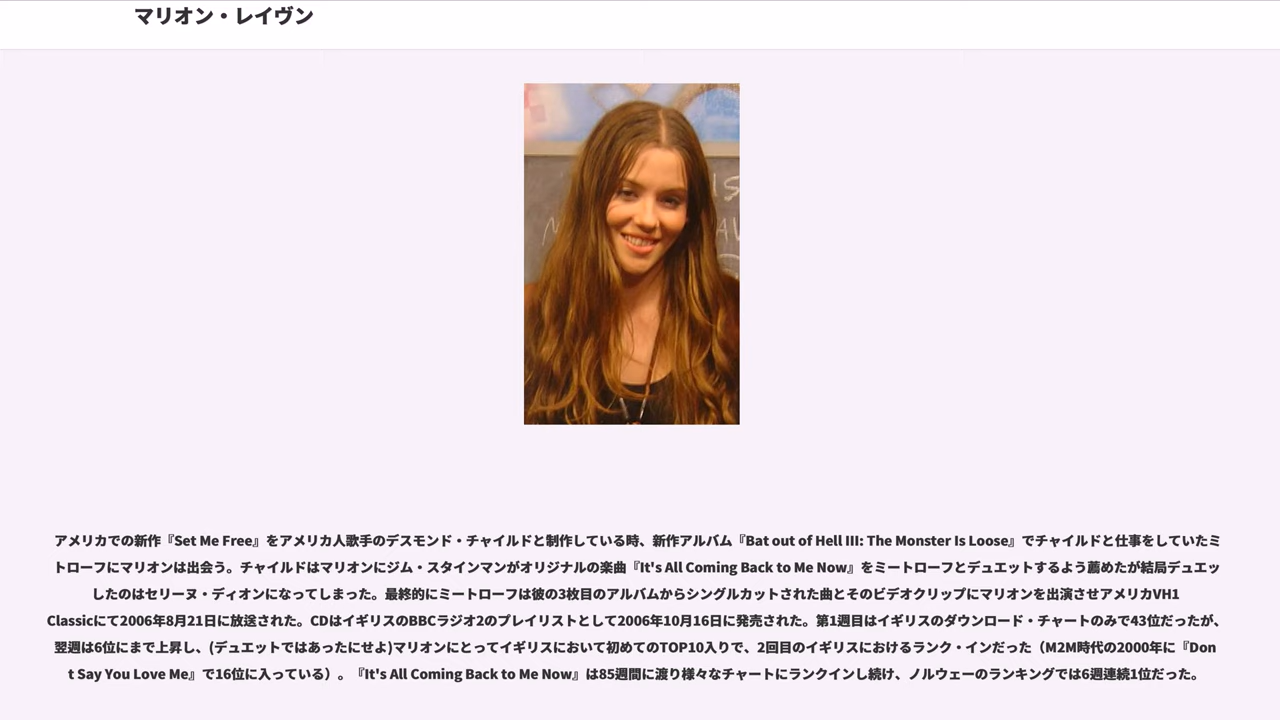 マリオン・レイヴン
アメリカでの新作『Set Me Free』をアメリカ人歌手のデスモンド・チャイルドと制作している時、新作アルバム『Bat out of Hell III: The Monster Is Loose』でチャイルドと仕事をしていたミ
トローフにマリオンは出会う。チャイルドはマリオンにジム・スタインマンがオリジナルの楽曲『It's All Coming Back to Me Now』をミートローフとデュエットするよう薦めたが結局デュエッ
したのはセリーヌ・ディオンになってしまった。最終的にミートローフは彼の3枚目のアルバムからシングルカットされた曲とそのビデオクリップにマリオンを出演させアメリカVH1
Classicにて2006年8月21日に放送された。CDはイギリスのBBCラジオ2のプレイリストとして2006年10月16日に発売された。第1週目はイギリスのダウンロード・チャートのみで43位だったが、
翌週は6位にまで上昇し、(デュエットではあったにせよ)マリオンにとってイギリスにおいて初めてのTOP10入りで、2回目のイギリスにおけるランク・インだった（M2M時代の2000年に『Don
t Say You Love Me』で16位に入っている）。『It's All Coming Back to Me Now』は85週間に渡り様々なチャートにランクインし続け、ノルウェーのランキングでは6週連続1位だった。